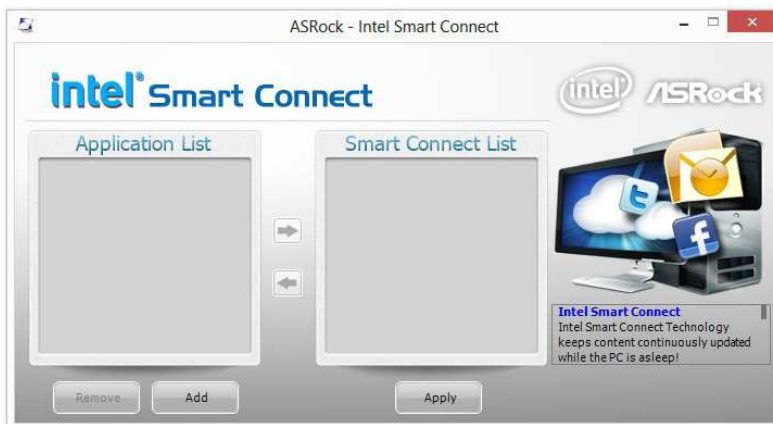 ASRock - Intel Smart Connect
intel® Smart Connect
intel® ASRock
Application List
Smart Connect List
Intel Smart Connect
Intel Smart Connect Technology
keeps content continuously updated
while the PC is asleep!
Remove
Add
Apply